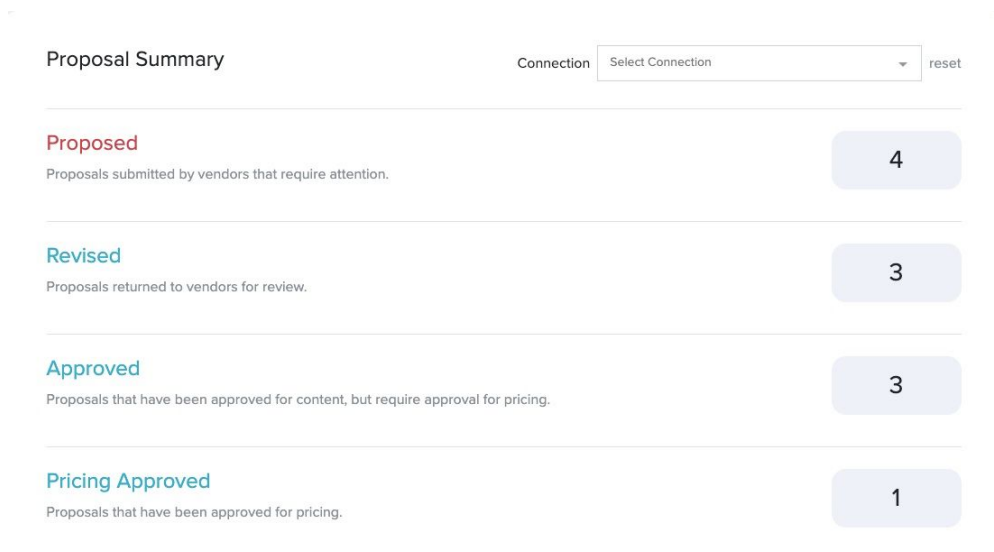 Proposal Summary
Connection Select Connection reset
Proposed
4
Proposals submitted by vendors that require attention.
Revised
3
Proposals returned to vendors for review.
Approved
3
Proposals that have been approved for content, but require approval for pricing.
Pricing Approved
1
Proposals that have been approved for pricing.